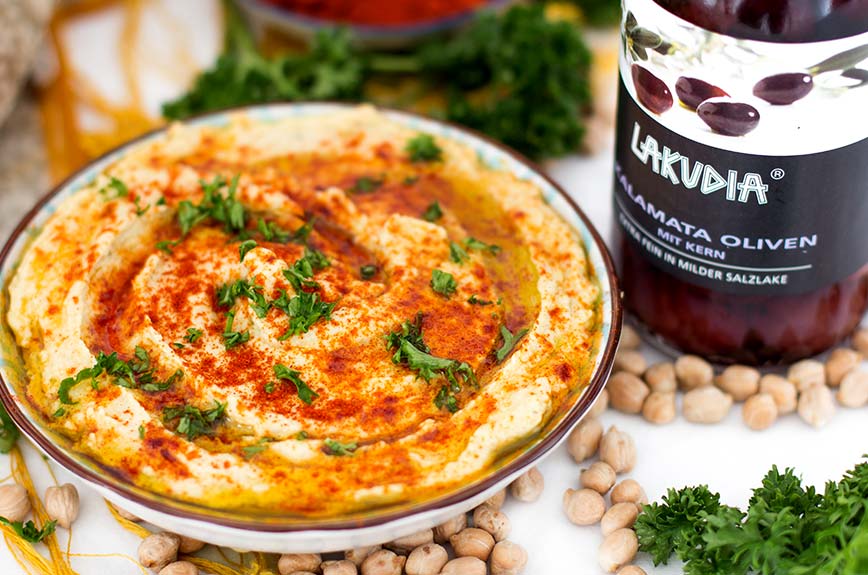 LAKUDIA®
KALAMATA OLIVEN
MIT KERN
EXTRA FEIN IN MILDER SALZLAKE